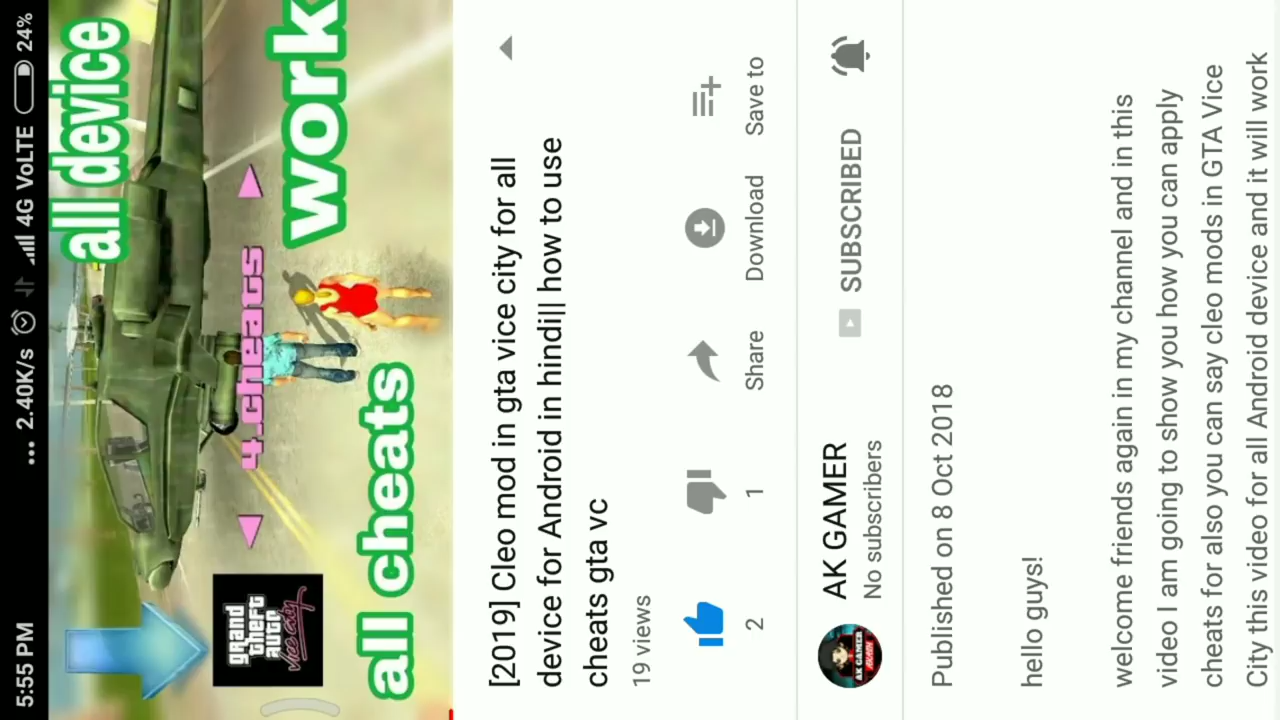 5:55 PM ... 2.40K/s 4G VoLTE 24%
all device
4.cheats
work
grand
theft
auto
vice city
all cheats
[2019] Cleo mod in gta vice city for all
device for Android in hindi|| how to use
cheats gta vc
19 views
2 1 Share Download Save to
AK GAMER
No subscribers
SUBSCRIBED
AK GAMER
Published on 8 Oct 2018
hello guys!
welcome friends again in my channel and in this
video I am going to show you how you can apply
cheats for also you can say cleo mods in GTA Vice
City this video for all Android device and it will work